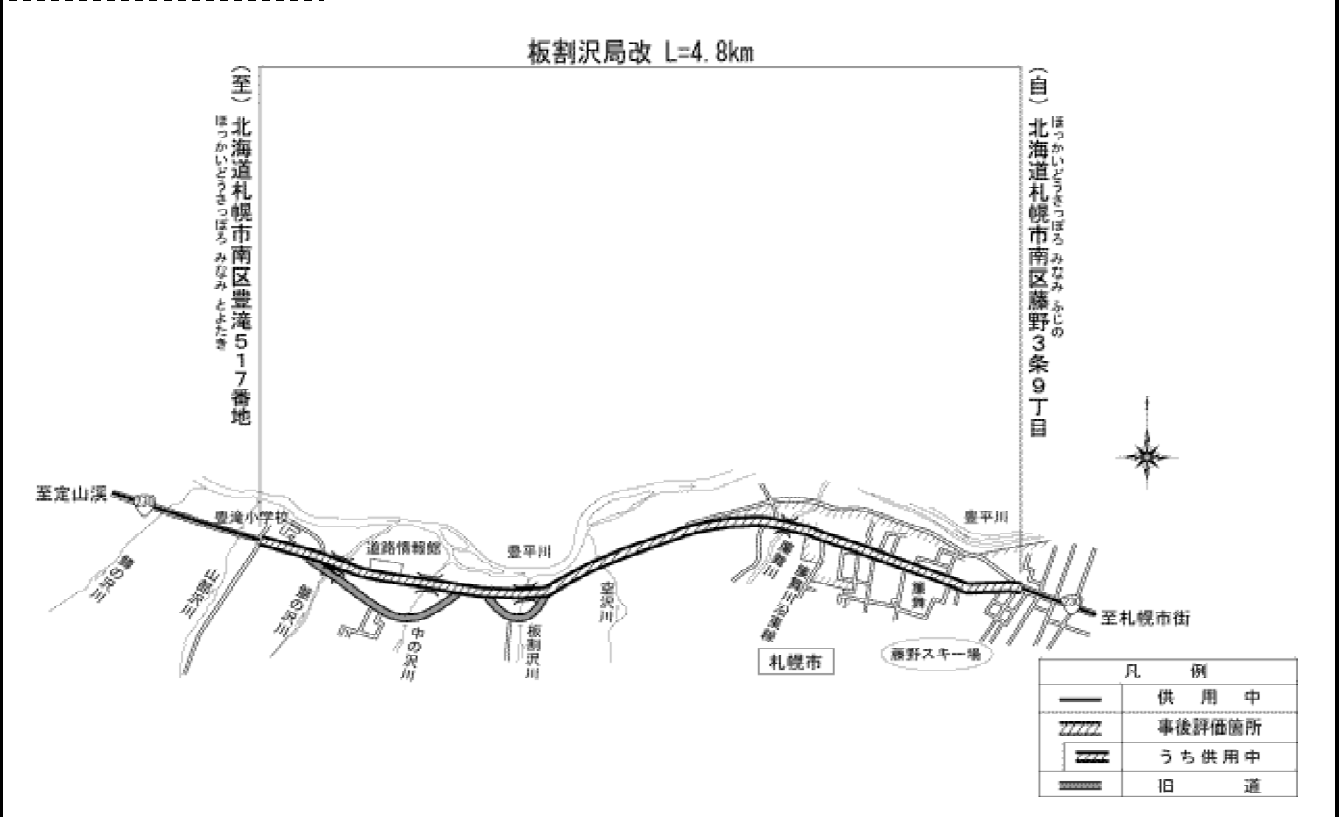 板割沢局改 L=4.8km
(至) 北海道札幌市南区豊滝517番地
ほっかいどうさっぽろ みなみ とよたき
(自) 北海道札幌市南区藤野3条9丁目
ほっかいどうさっぽろ みなみ ふじの
至定山渓
230
豊滝小学校
道路情報館
豊平川
豊平川
中の沢川
板割沢川
空沢川
札幌市
藤野スキー場
至札幌市街
凡 例
供 用 中
事後評価箇所
うち供用中
旧 道